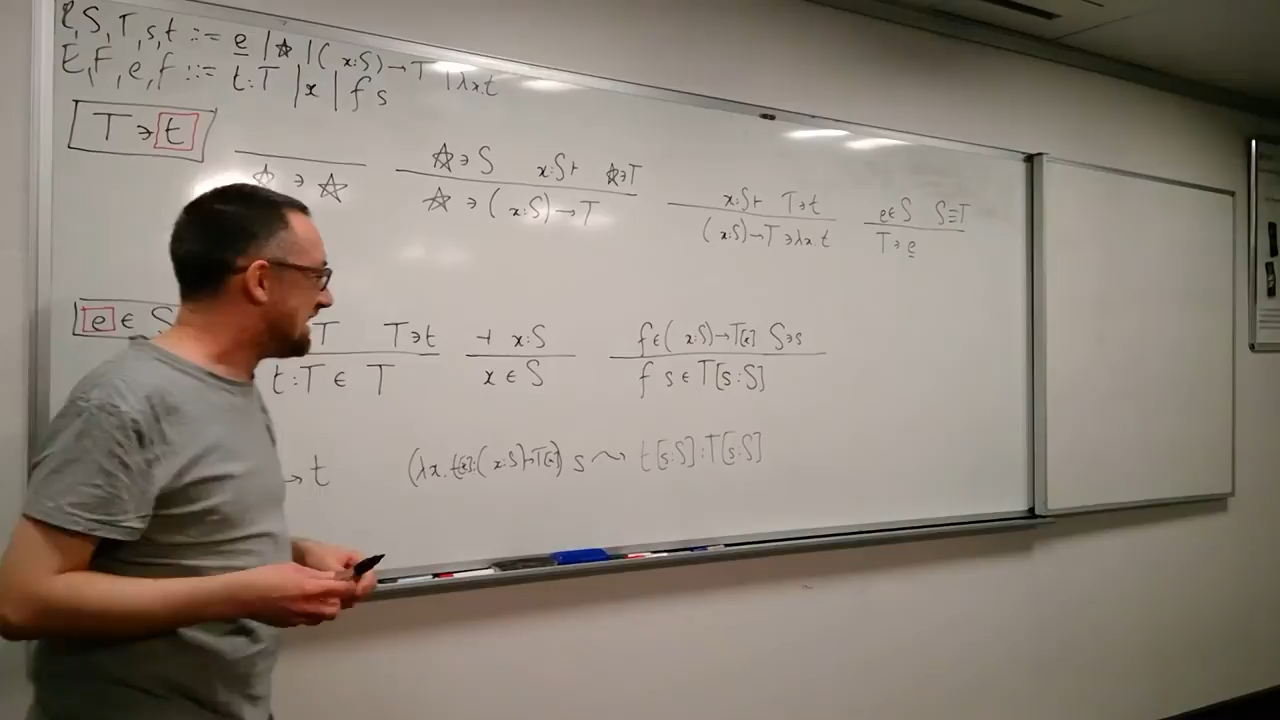 R, S, T, s, t ::= e̲ | ☆ | (x:S) → T | λx.t
E, F, e, f ::= t:T | x | f s
T ∋ t
☆ ∋ ☆
☆ ∋ S    x:S ⊢ ☆ ∋ T
☆ ∋ (x:S) → T
x:S ⊢ T ∋ t
(x:S) → T ∋ λx.t
e ∈ S    S ≡ T
T ∋ e̲
e ∈ S
T    T ∋ t
t:T ∈ T
⊣ x:S
x ∈ S
f ∈ (x:S) → T[x]    S ∋ s
f s ∈ T[s:S]
→ t
(λx.t[x]:(x:S)→T[x]) s ⤳ t[s:S]:T[s:S]